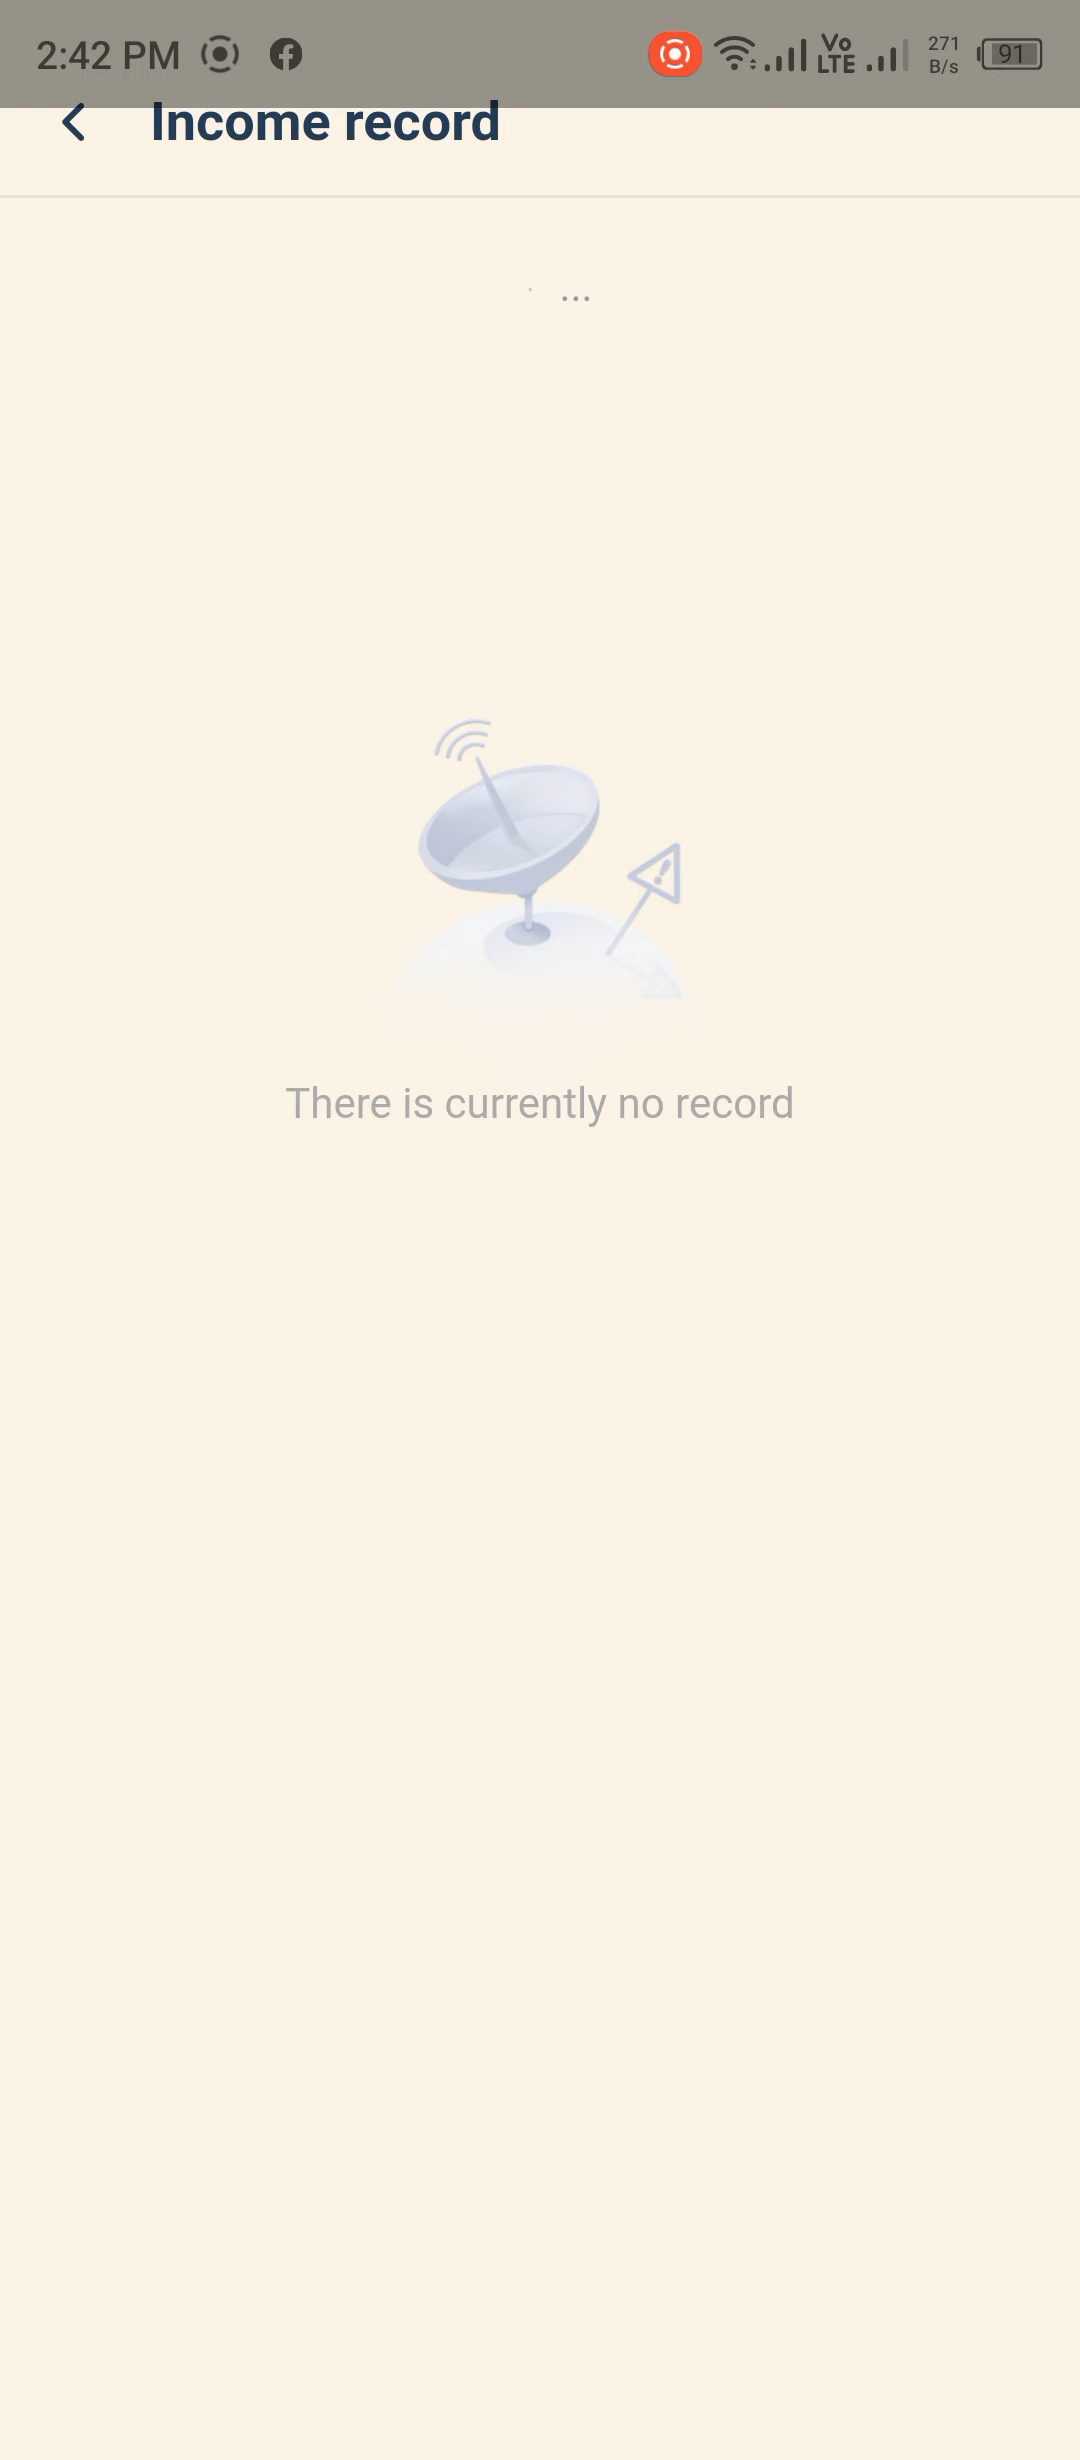 2:42 PM
Vo
LTE
271
B/s
91
Income record
...
There is currently no record